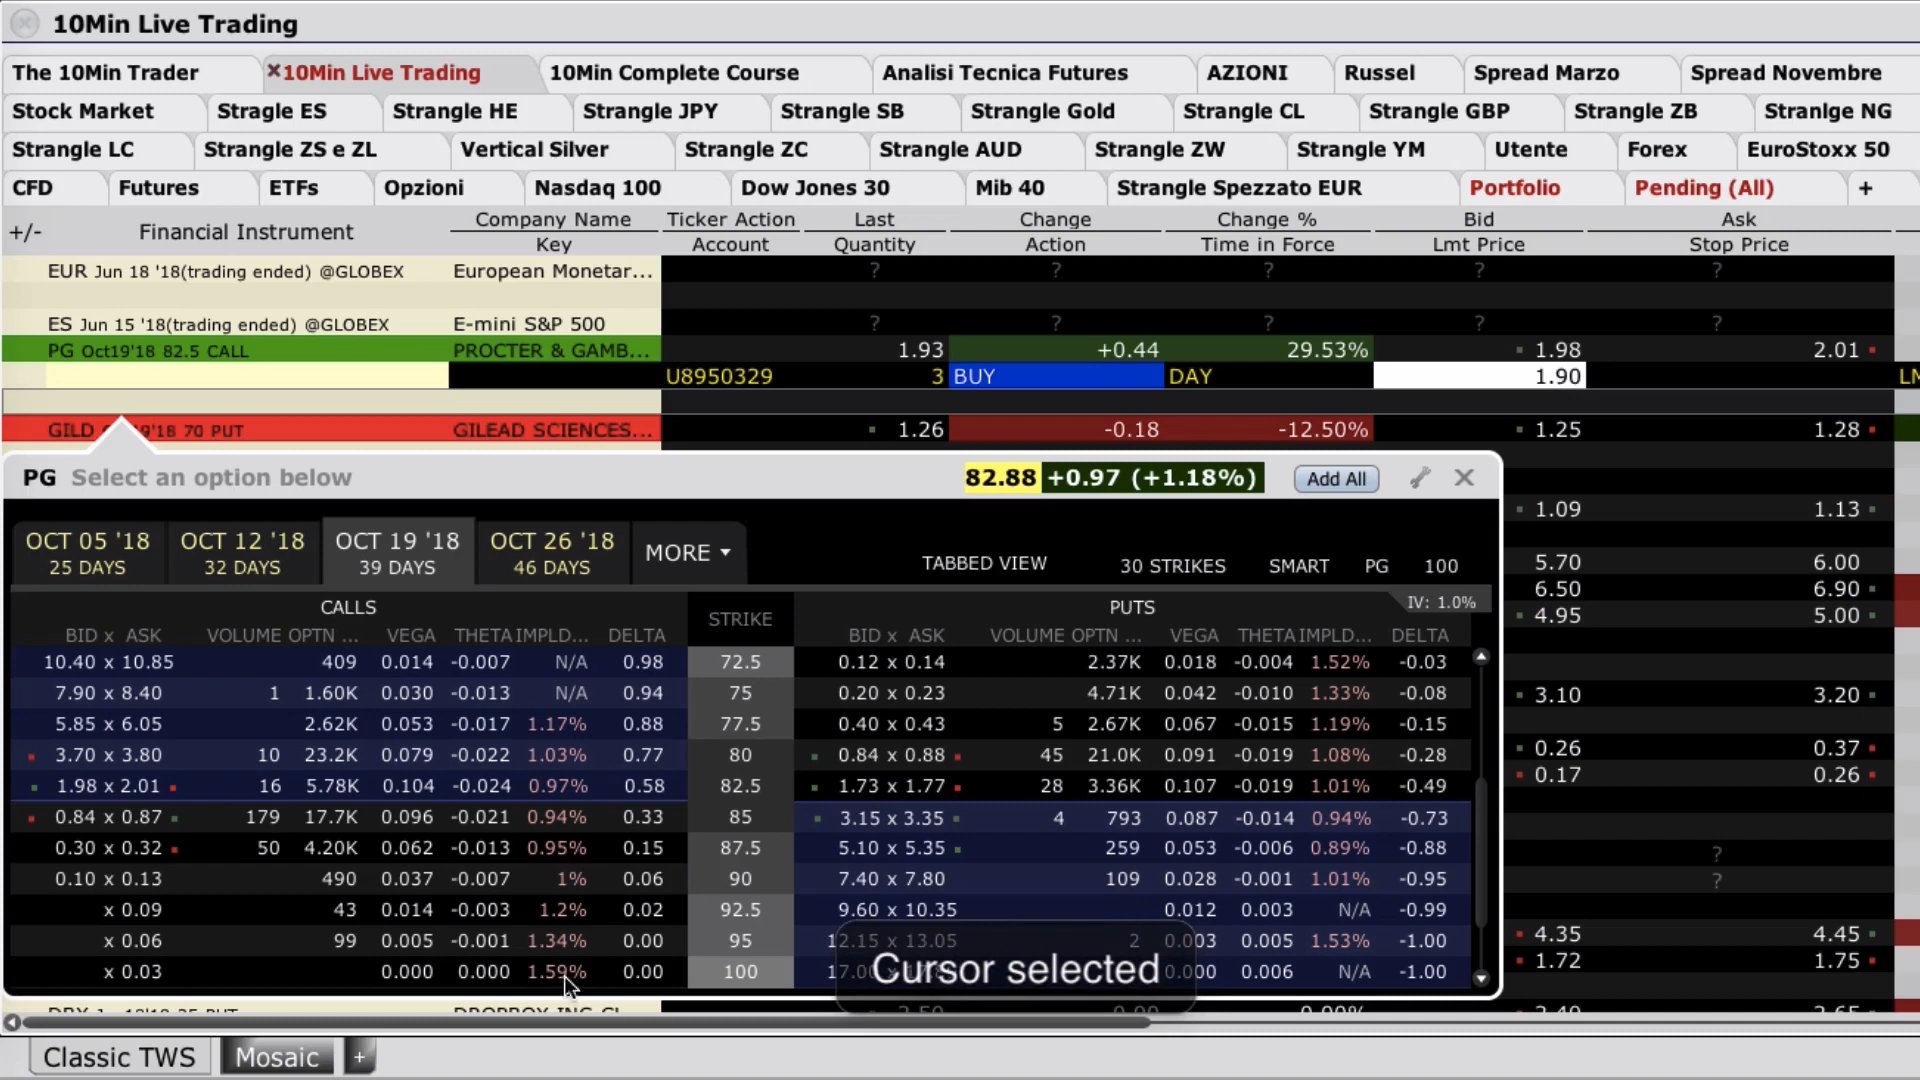 10Min Live Trading
The 10Min Trader 10Min Live Trading 10Min Complete Course Analisi Tecnica Futures AZIONI Russel Spread Marzo Spread Novembre
Stock Market Stragle ES Strangle HE Strangle JPY Strangle SB Strangle Gold Strangle CL Strangle GBP Strangle ZB Stranlge NG
Strangle LC Strangle ZS e ZL Vertical Silver Strangle ZC Strangle AUD Strangle ZW Strangle YM Utente Forex EuroStoxx 50
CFD Futures ETFs Opzioni Nasdaq 100 Dow Jones 30 Mib 40 Strangle Spezzato EUR Portfolio Pending (All) +
+/- Financial Instrument Company Name Ticker Action Last Change Change % Bid Ask
Key Account Quantity Action Time in Force Lmt Price Stop Price
EUR Jun 18 '18(trading ended) @GLOBEX European Monetar... ? ? ? ? ?
ES Jun 15 '18(trading ended) @GLOBEX E-mini S&P 500 ? ? ? ? ?
PG Oct19'18 82.5 CALL PROCTER & GAMB... 1.93 +0.44 29.53% 1.98 2.01
U8950329 3 BUY DAY 1.90 LM
GILD 9'18 70 PUT GILEAD SCIENCES... 1.26 -0.18 -12.50% 1.25 1.28
PG Select an option below 82.88 +0.97 (+1.18%) Add All
1.09 1.13
OCT 05 '18 OCT 12 '18 OCT 19 '18 OCT 26 '18 MORE
25 DAYS 32 DAYS 39 DAYS 46 DAYS
TABBED VIEW 30 STRIKES SMART PG 100
5.70 6.00
6.50 6.90
IV: 1.0%
4.95 5.00
CALLS STRIKE PUTS
BID x ASK VOLUME OPTN ... VEGA THETA IMPLD... DELTA BID x ASK VOLUME OPTN ... VEGA THETA IMPLD... DELTA
10.40 x 10.85 409 0.014 -0.007 N/A 0.98 72.5 0.12 x 0.14 2.37K 0.018 -0.004 1.52% -0.03
7.90 x 8.40 1 1.60K 0.030 -0.013 N/A 0.94 75 0.20 x 0.23 4.71K 0.042 -0.010 1.33% -0.08 3.10 3.20
5.85 x 6.05 2.62K 0.053 -0.017 1.17% 0.88 77.5 0.40 x 0.43 5 2.67K 0.067 -0.015 1.19% -0.15
3.70 x 3.80 10 23.2K 0.079 -0.022 1.03% 0.77 80 0.84 x 0.88 45 21.0K 0.091 -0.019 1.08% -0.28 0.26 0.37
1.98 x 2.01 16 5.78K 0.104 -0.024 0.97% 0.58 82.5 1.73 x 1.77 28 3.36K 0.107 -0.019 1.01% -0.49 0.17 0.26
0.84 x 0.87 179 17.7K 0.096 -0.021 0.94% 0.33 85 3.15 x 3.35 4 793 0.087 -0.014 0.94% -0.73
0.30 x 0.32 50 4.20K 0.062 -0.013 0.95% 0.15 87.5 5.10 x 5.35 259 0.053 -0.006 0.89% -0.88 ?
0.10 x 0.13 490 0.037 -0.007 1% 0.06 90 7.40 x 7.80 109 0.028 -0.001 1.01% -0.95 ?
x 0.09 43 0.014 -0.003 1.2% 0.02 92.5 9.60 x 10.35 0.012 0.003 N/A -0.99
x 0.06 99 0.005 -0.001 1.34% 0.00 95 12.15 x 13.05 2 0.003 0.005 1.53% -1.00 4.35 4.45
x 0.03 0.000 0.000 1.59% 0.00 100 17.00 0.000 0.006 N/A -1.00 1.72 1.75
Cursor selected
Classic TWS Mosaic +